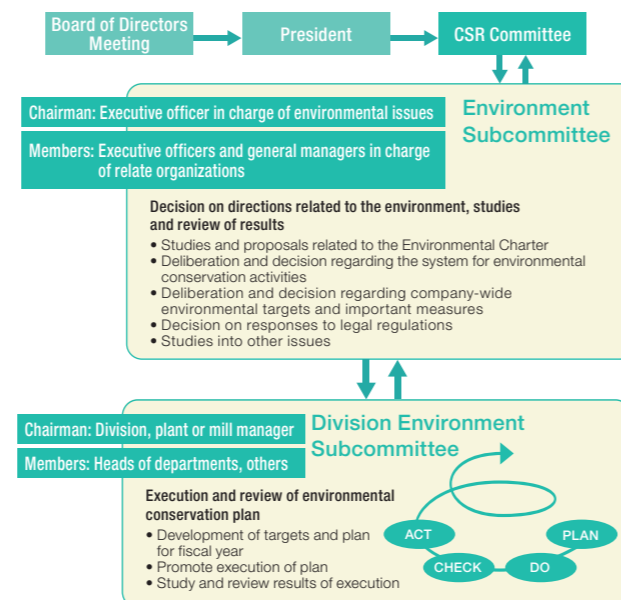 Board of Directors
Meeting
President
CSR Committee
Environment
Subcommittee
Chairman: Executive officer in charge of environmental issues
Members: Executive officers and general managers in charge
of relate organizations
Decision on directions related to the environment, studies
and review of results
• Studies and proposals related to the Environmental Charter
• Deliberation and decision regarding the system for environmental
conservation activities
• Deliberation and decision regarding company-wide
environmental targets and important measures
• Decision on responses to legal regulations
• Studies into other issues
Division Environment
Subcommittee
Chairman: Division, plant or mill manager
Members: Heads of departments, others
Execution and review of environmental
conservation plan
• Development of targets and plan
for fiscal year
• Promote execution of plan
• Study and review results of execution
ACT
PLAN
CHECK
DO